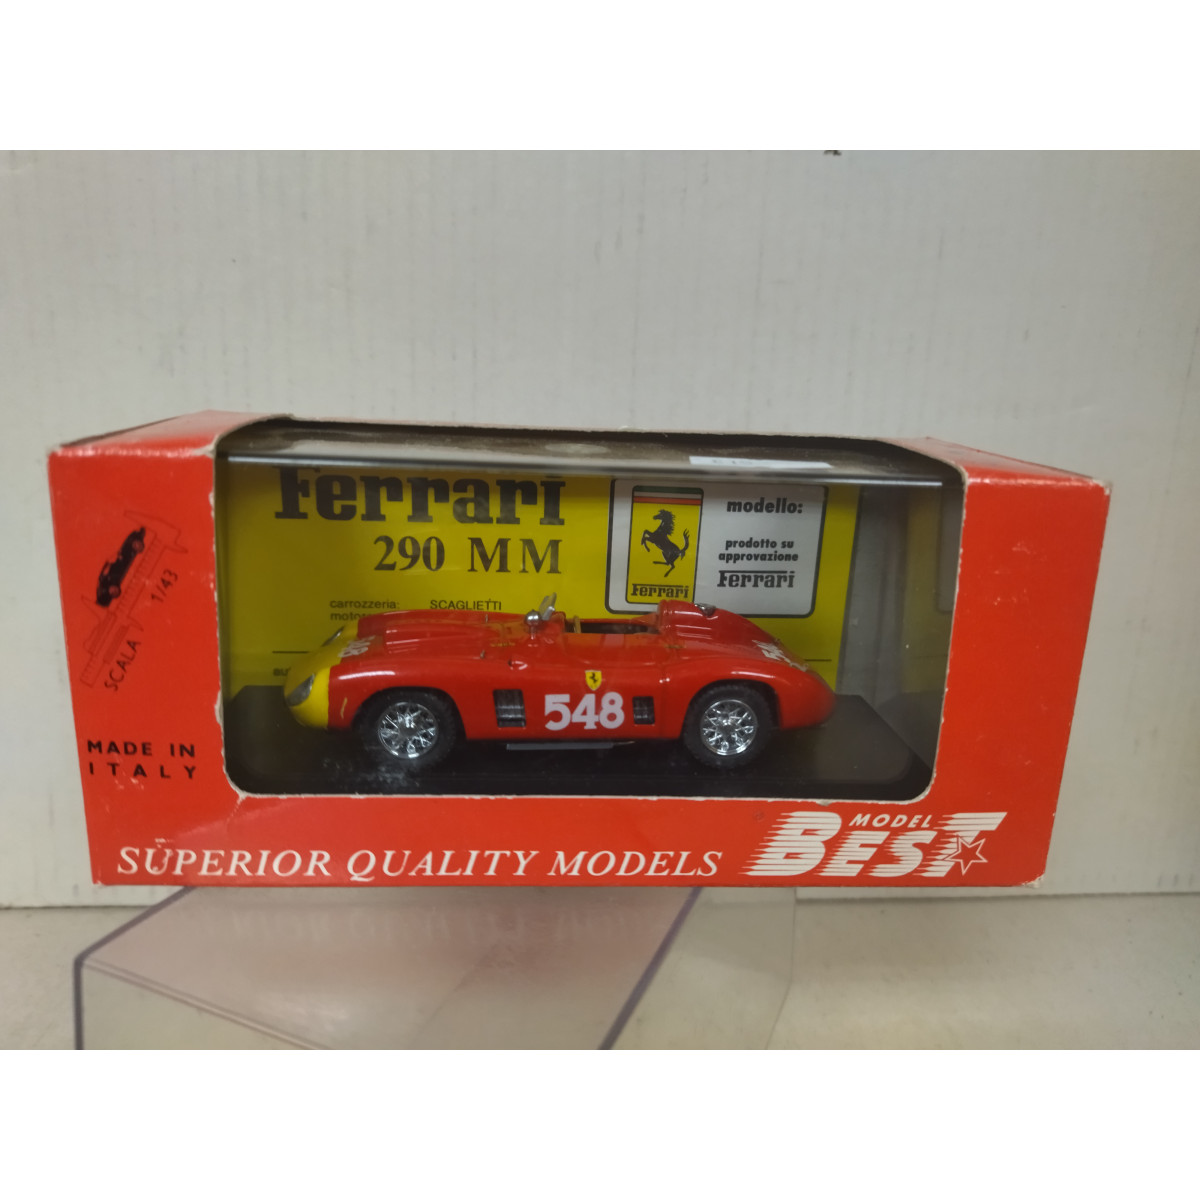 Ferrari
290 MM
carrozzeria: SCAGLIETTI
modello:
prodotto su
approvazione
Ferrari
Ferrari
548
SCALA 1/43
MADE IN
ITALY
SUPERIOR QUALITY MODELS
MODEL
BEST